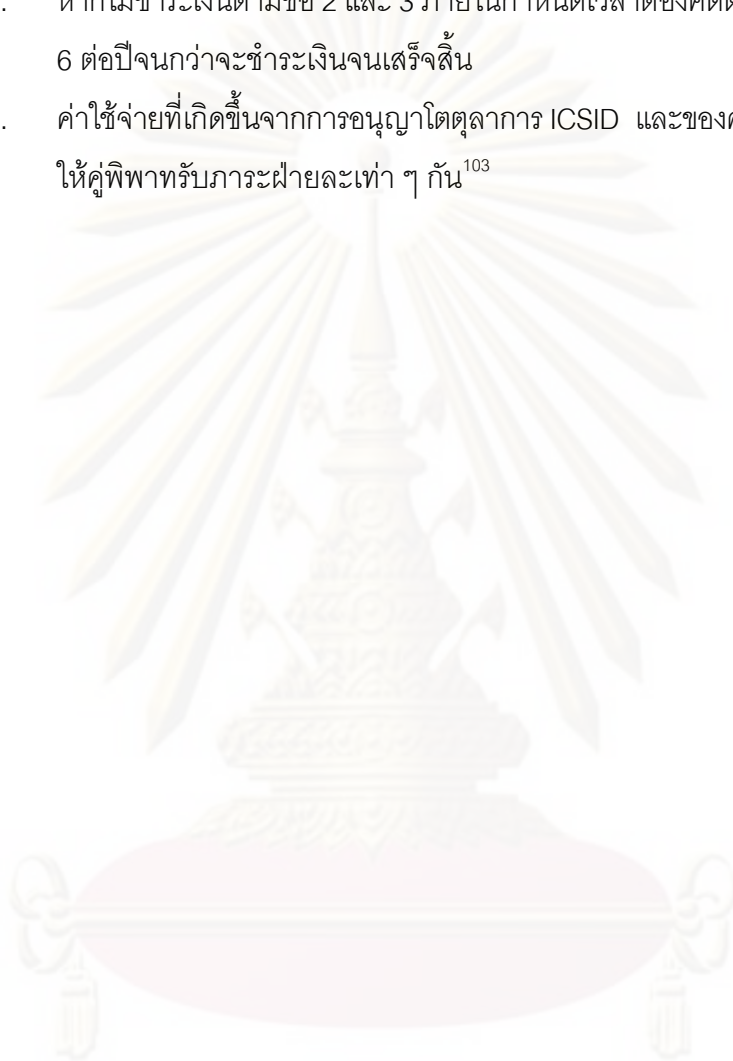 . หากไม่ชำระเงินตามข้อ 2 และ 3 ภายในกำหนดเวลาต้อง
6 ต่อปีจนกว่าจะชำระเงินจนเสร็จสิ้น
. ค่าใช้จ่ายที่เกิดขึ้นจากการอนุญาโตตุลาการ ICSID และของ
ให้คู่พิพาทรับภาระฝ่ายละเท่า ๆ กัน103